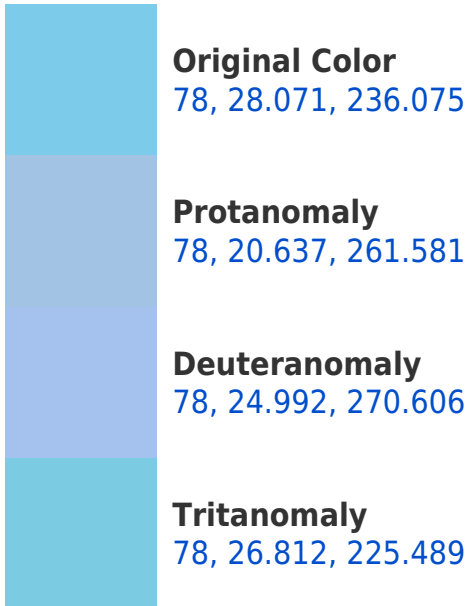 Original Color
78, 28.071, 236.075
Protanomaly
78, 20.637, 261.581
Deuteranomaly
78, 24.992, 270.606
Tritanomaly
78, 26.812, 225.489